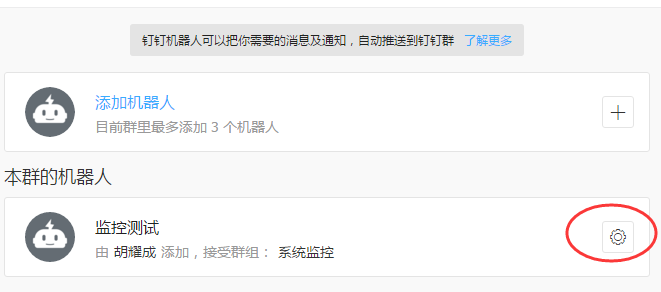 钉钉机器人可以把你需要的消息及通知，自动推送到钉钉群 了解更多
添加机器人
目前群里最多添加 3 个机器人
本群的机器人
监控测试
由 胡耀成 添加，接受群组： 系统监控